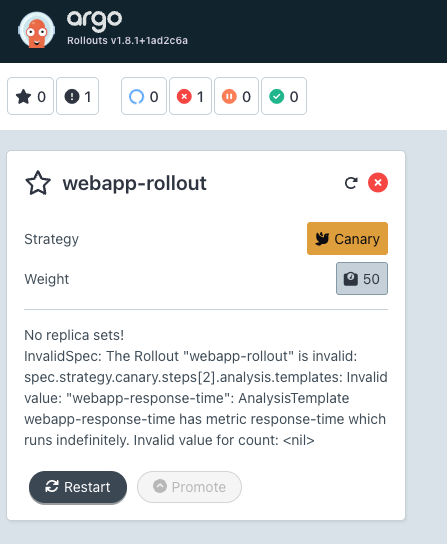 argo
Rollouts v1.8.1+1ad2c6a
0 1 0 1 0 0
webapp-rollout
Strategy Canary
Weight 50
No replica sets!
InvalidSpec: The Rollout "webapp-rollout" is invalid:
spec.strategy.canary.steps[2].analysis.templates: Invalid
value: "webapp-response-time": AnalysisTemplate
webapp-response-time has metric response-time which
runs indefinitely. Invalid value for count: <nil>
Restart Promote